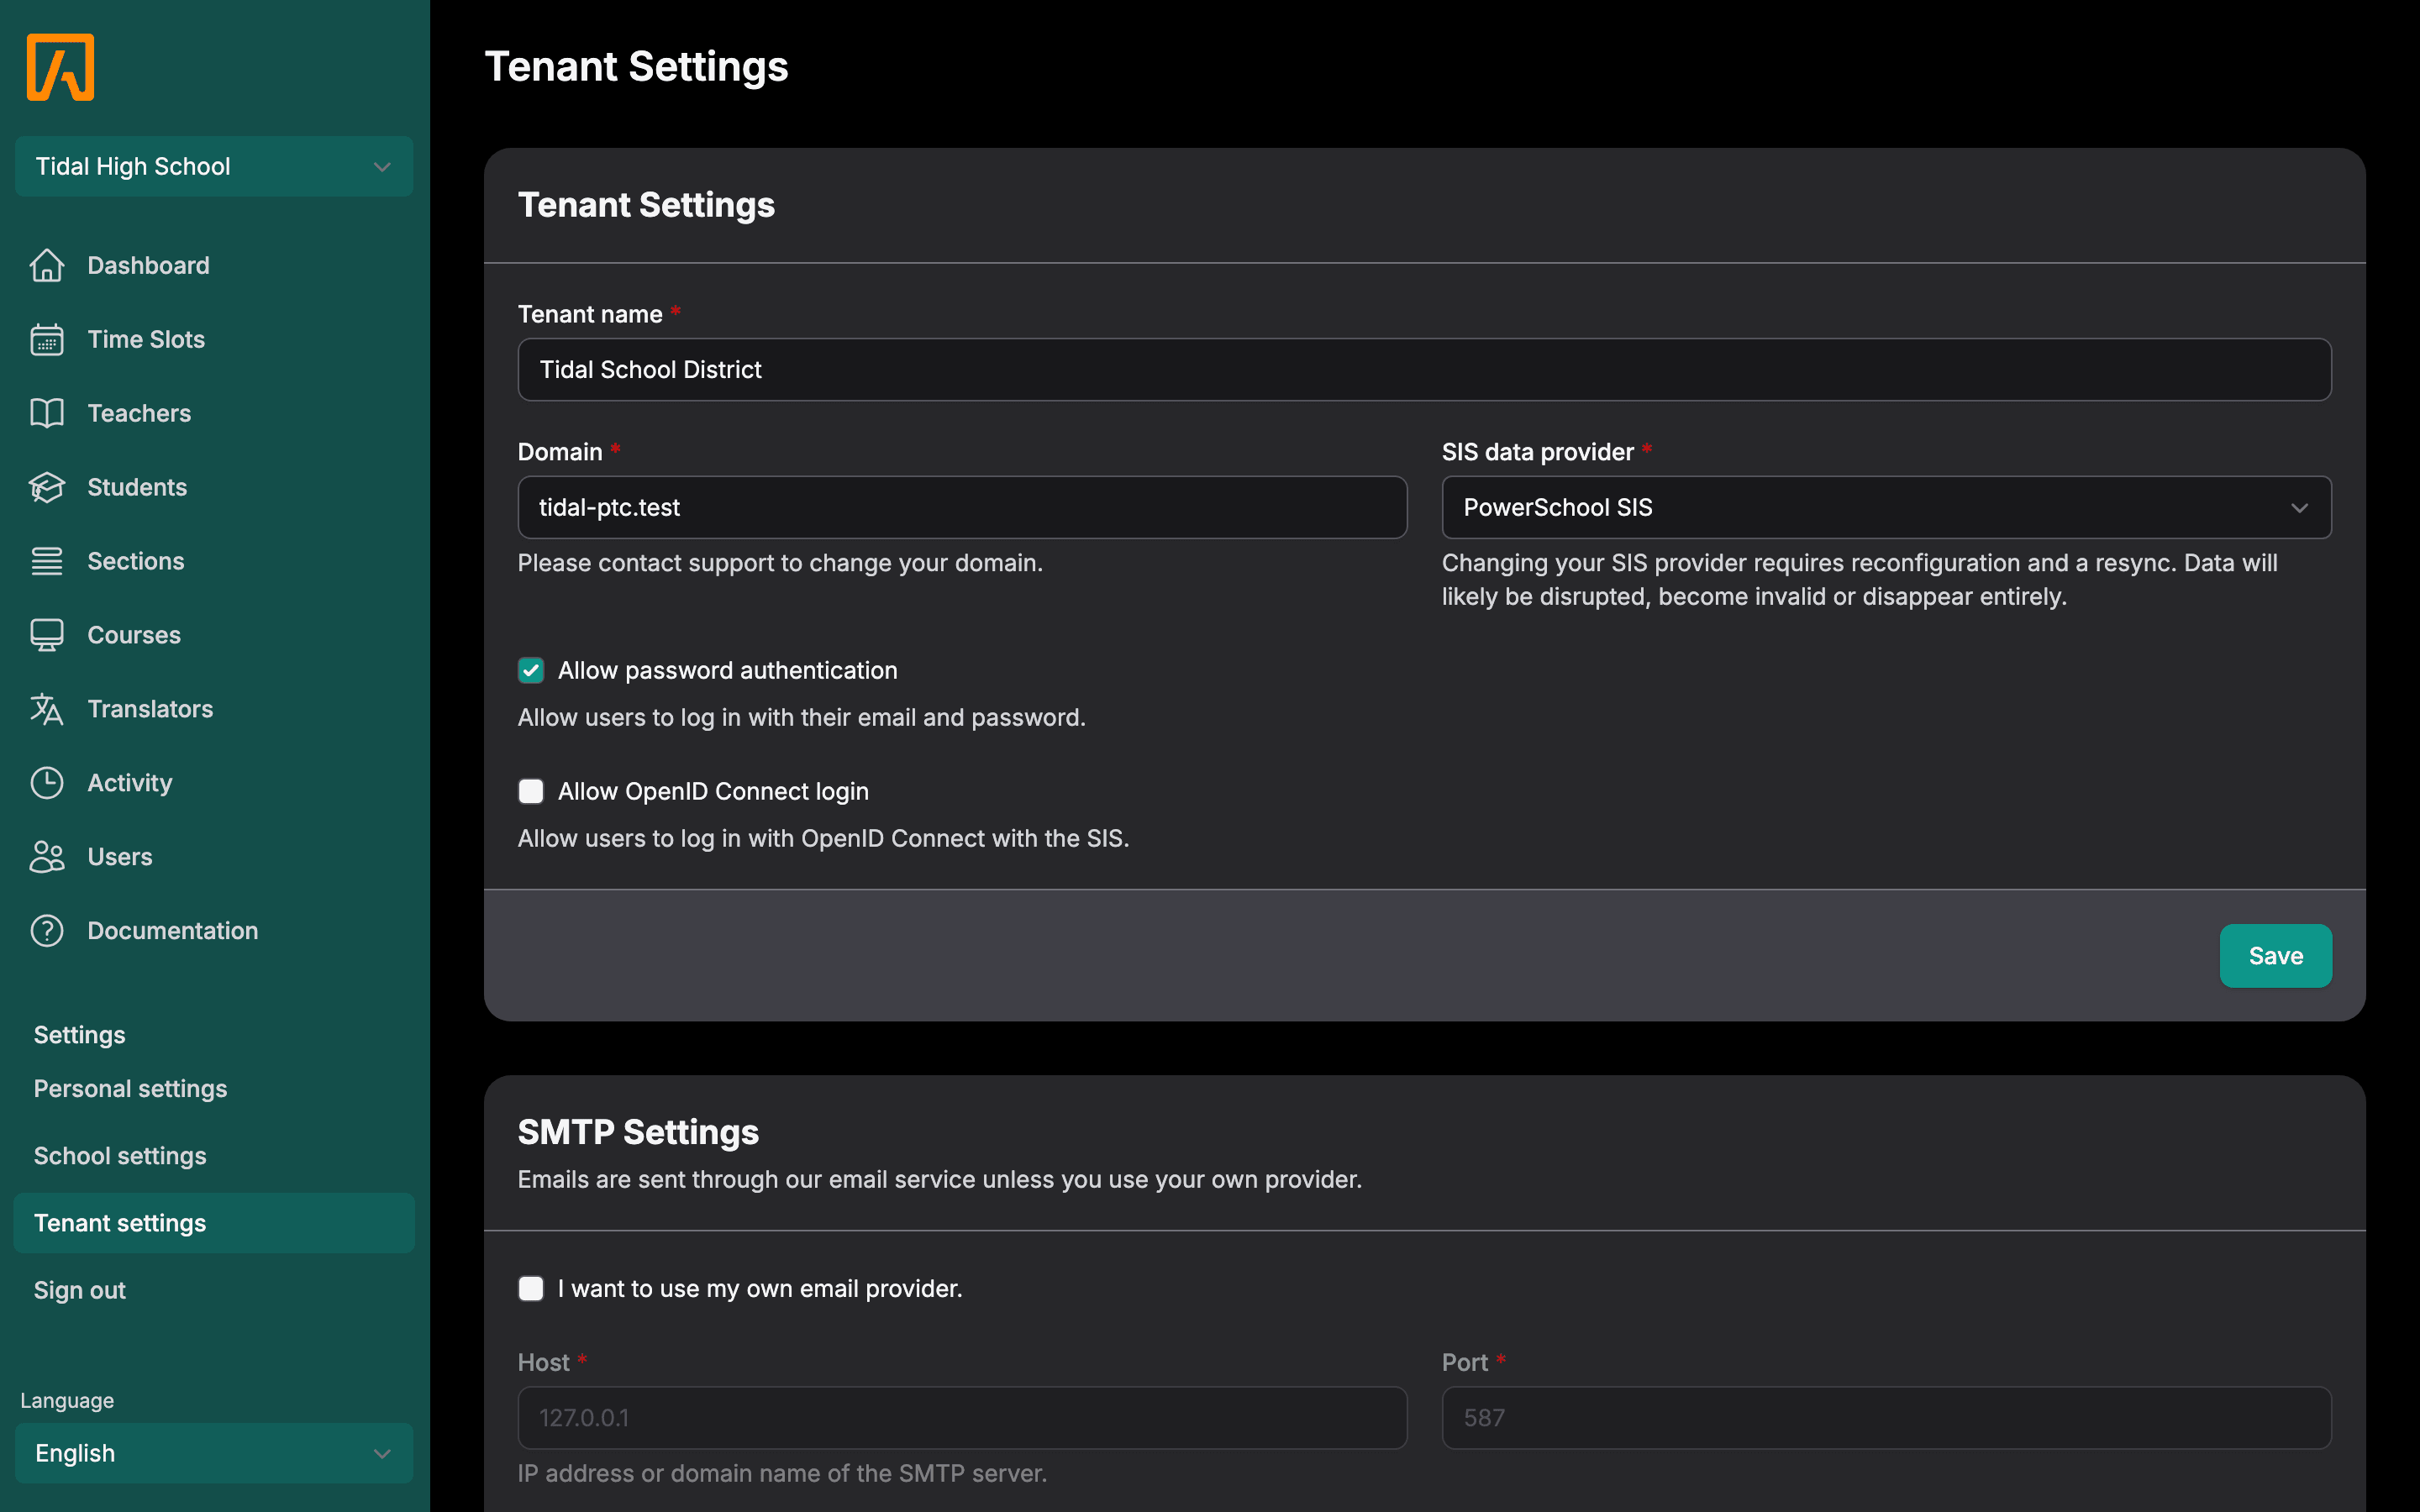 Tidal High School
Dashboard
Time Slots
Teachers
Students
Sections
Courses
Translators
Activity
Users
Documentation
Settings
Personal settings
School settings
Tenant settings
Sign out
Language
English
Tenant Settings
Tenant Settings
Tenant name *
Tidal School District
Domain *
tidal-ptc.test
Please contact support to change your domain.
SIS data provider *
PowerSchool SIS
Changing your SIS provider requires reconfiguration and a resync. Data will
likely be disrupted, become invalid or disappear entirely.
Allow password authentication
Allow users to log in with their email and password.
Allow OpenID Connect login
Allow users to log in with OpenID Connect with the SIS.
Save
SMTP Settings
Emails are sent through our email service unless you use your own provider.
I want to use my own email provider.
Host *
127.0.0.1
IP address or domain name of the SMTP server.
Port *
587